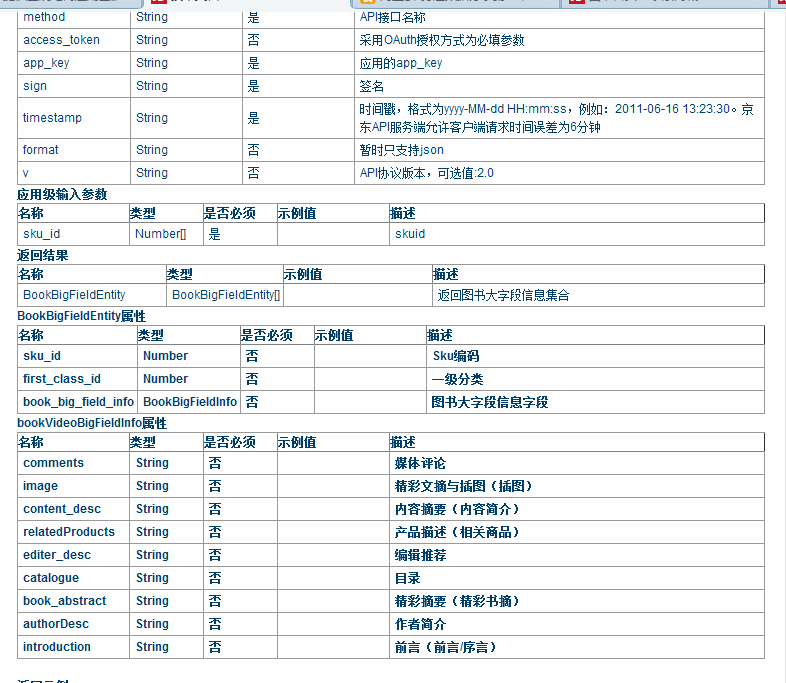 method String 是 API接口名称
access_token String 否 采用OAuth授权方式为必填参数
app_key String 是 应用的app_key
sign String 是 签名
timestamp String 是 时间戳，格式为yyyy-MM-dd HH:mm:ss，例如：2011-06-16 13:23:30。京
东API服务端允许客户端请求时间误差为6分钟
format String 否 暂时只支持json
v String 否 API协议版本，可选值:2.0
应用级输入参数
名称 类型 是否必须 示例值 描述
sku_id Number[] 是 skuid
返回结果
名称 类型 示例值 描述
BookBigFieldEntity BookBigFieldEntity[] 返回图书大字段信息集合
BookBigFieldEntity属性
名称 类型 是否必须 示例值 描述
sku_id Number 否 Sku编码
first_class_id Number 否 一级分类
book_big_field_info BookBigFieldInfo 否 图书大字段信息字段
bookVideoBigFieldInfo属性
名称 类型 是否必须 示例值 描述
comments String 否 媒体评论
image String 否 精彩文摘与插图（插图）
content_desc String 否 内容摘要（内容简介）
relatedProducts String 否 产品描述（相关商品）
editer_desc String 否 编辑推荐
catalogue String 否 目录
book_abstract String 否 精彩摘要（精彩书摘）
authorDesc String 否 作者简介
introduction String 否 前言（前言/序言）